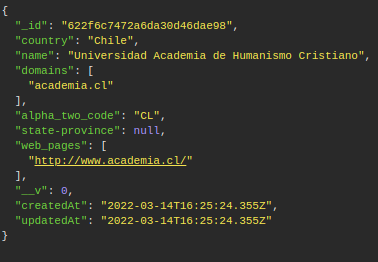 {
"_id": "622f6c7472a6da30d46dae98",
"country": "Chile",
"name": "Universidad Academia de Humanismo Cristiano",
"domains": [
"academia.cl"
],
"alpha_two_code": "CL",
"state-province": null,
"web_pages": [
"http://www.academia.cl/"
],
"__v": 0,
"createdAt": "2022-03-14T16:25:24.355Z",
"updatedAt": "2022-03-14T16:25:24.355Z"
}